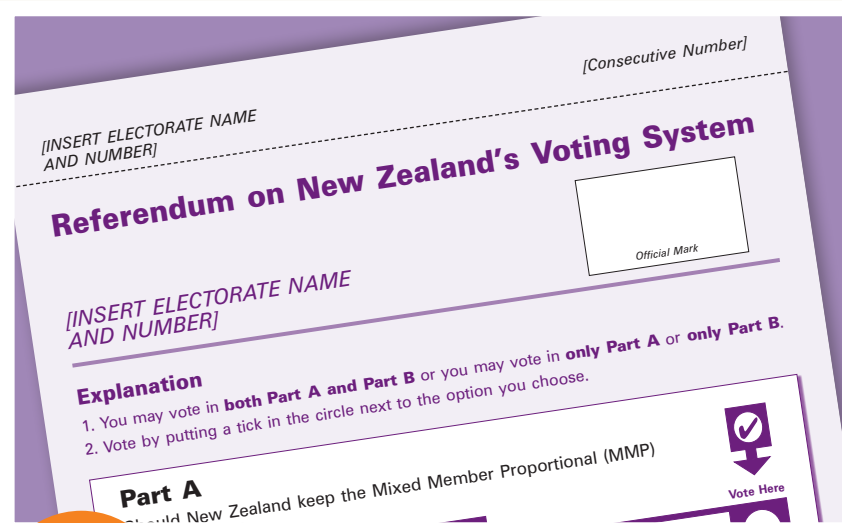 [Consecutive Number]
[INSERT ELECTORATE NAME
AND NUMBER]
Referendum on New Zealand's Voting System
Official Mark
[INSERT ELECTORATE NAME
AND NUMBER]
Explanation
1. You may vote in both Part A and Part B or you may vote in only Part A or only Part B.
2. Vote by putting a tick in the circle next to the option you choose.
Part A
Should New Zealand keep the Mixed Member Proportional (MMP)
Vote Here